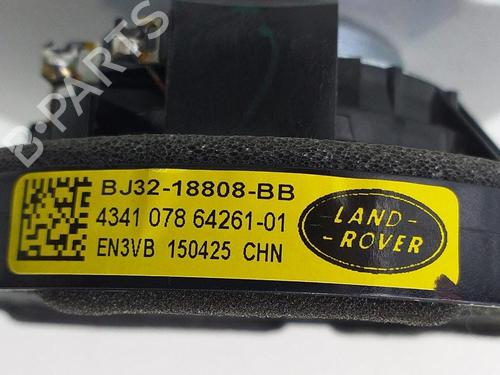 B-PARTS
BJ32-18808-BB
4341 078 64261-01
EN3VB 150425 CHN
LAND-
-ROVER